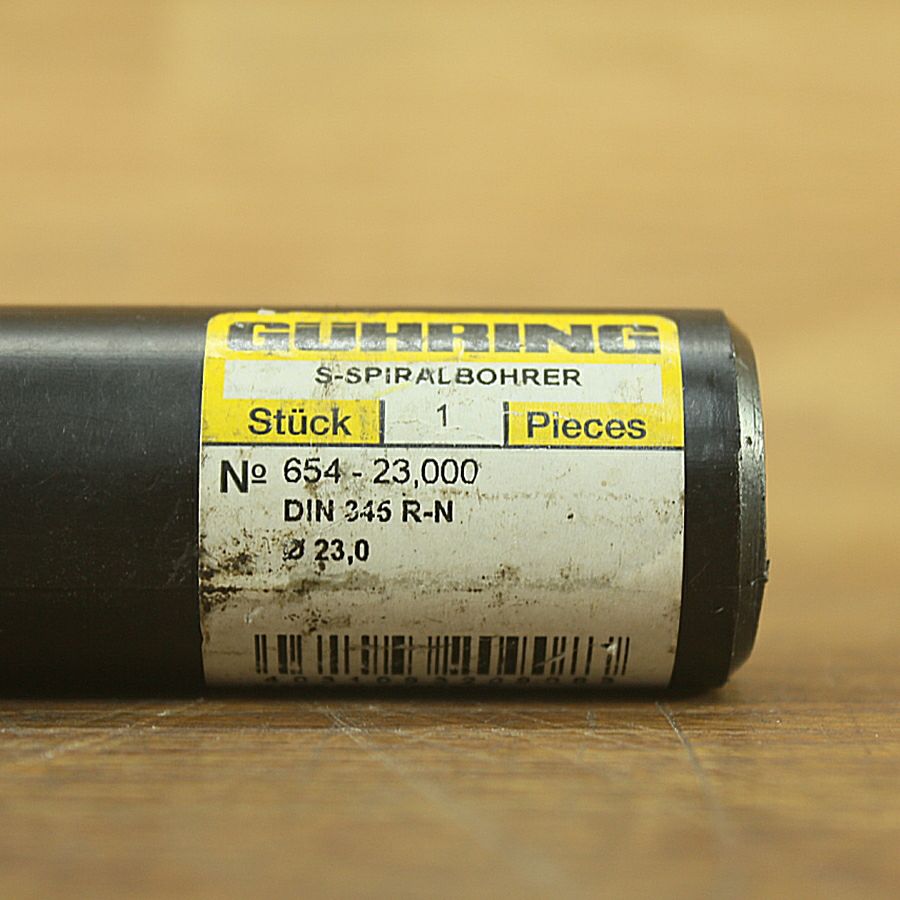 GÜHRING
S-SPIRALBOHRER
Stück 1 Pieces
Nº 654 - 23,000
DIN 345 R-N
Ø 23,0